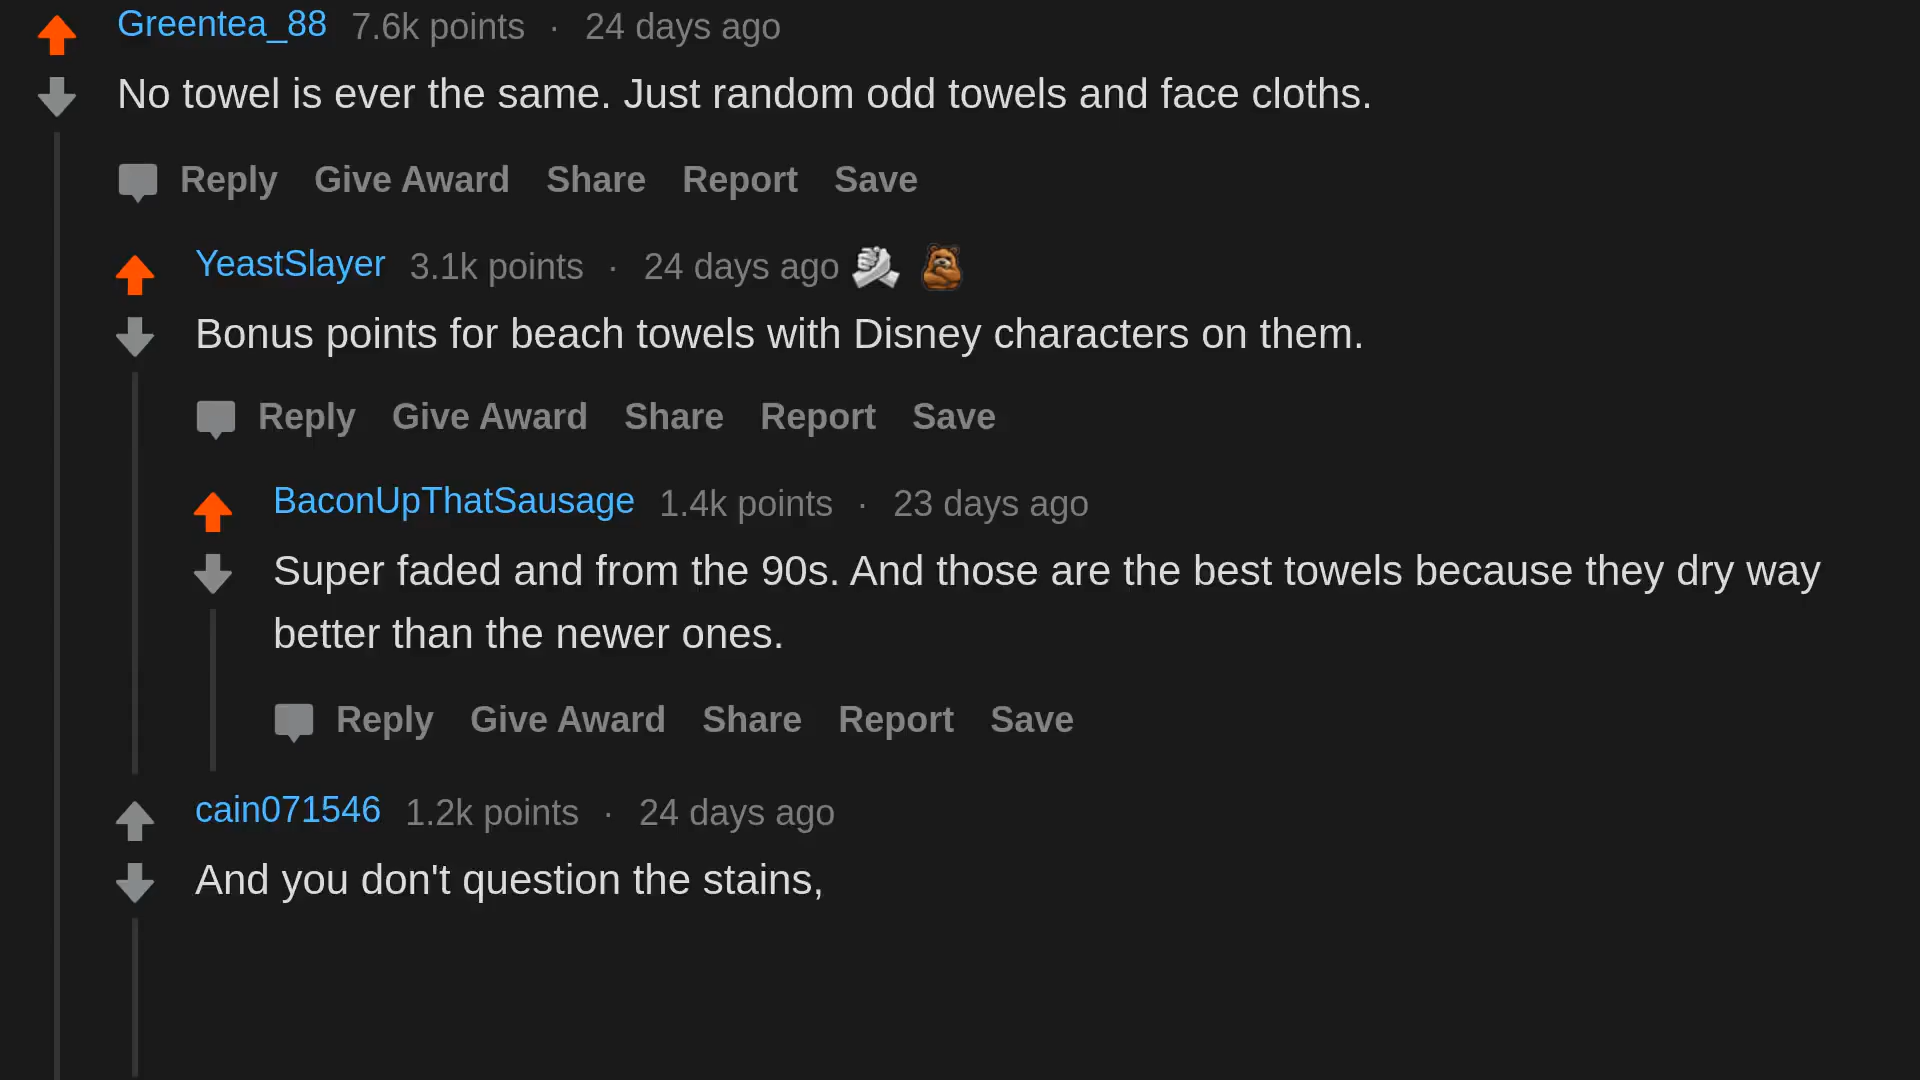 Greentea_88 7.6k points · 24 days ago
No towel is ever the same. Just random odd towels and face cloths.
Reply Give Award Share Report Save
YeastSlayer 3.1k points · 24 days ago
Bonus points for beach towels with Disney characters on them.
Reply Give Award Share Report Save
BaconUpThatSausage 1.4k points · 23 days ago
Super faded and from the 90s. And those are the best towels because they dry way
better than the newer ones.
Reply Give Award Share Report Save
cain071546 1.2k points · 24 days ago
And you don't question the stains,